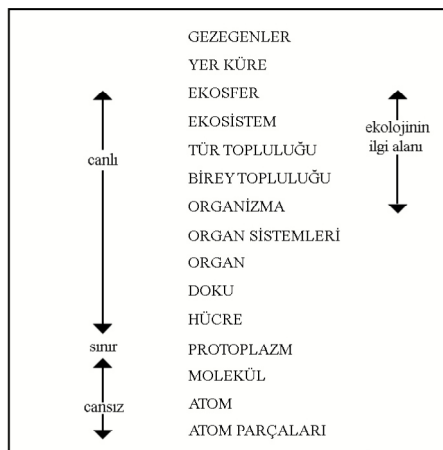 GEZEGENLER
YER KÜRE
EKOSFER
EKOSİSTEM
ekolojinin
ilgi alanı
TÜR TOPLULUĞU
canlı
BİREY TOPLULUĞU
ORGANİZMA
ORGAN SİSTEMLERİ
ORGAN
DOKU
HÜCRE
sınır
PROTOPLAZM
MOLEKÜL
cansız
ATOM
ATOM PARÇALARI